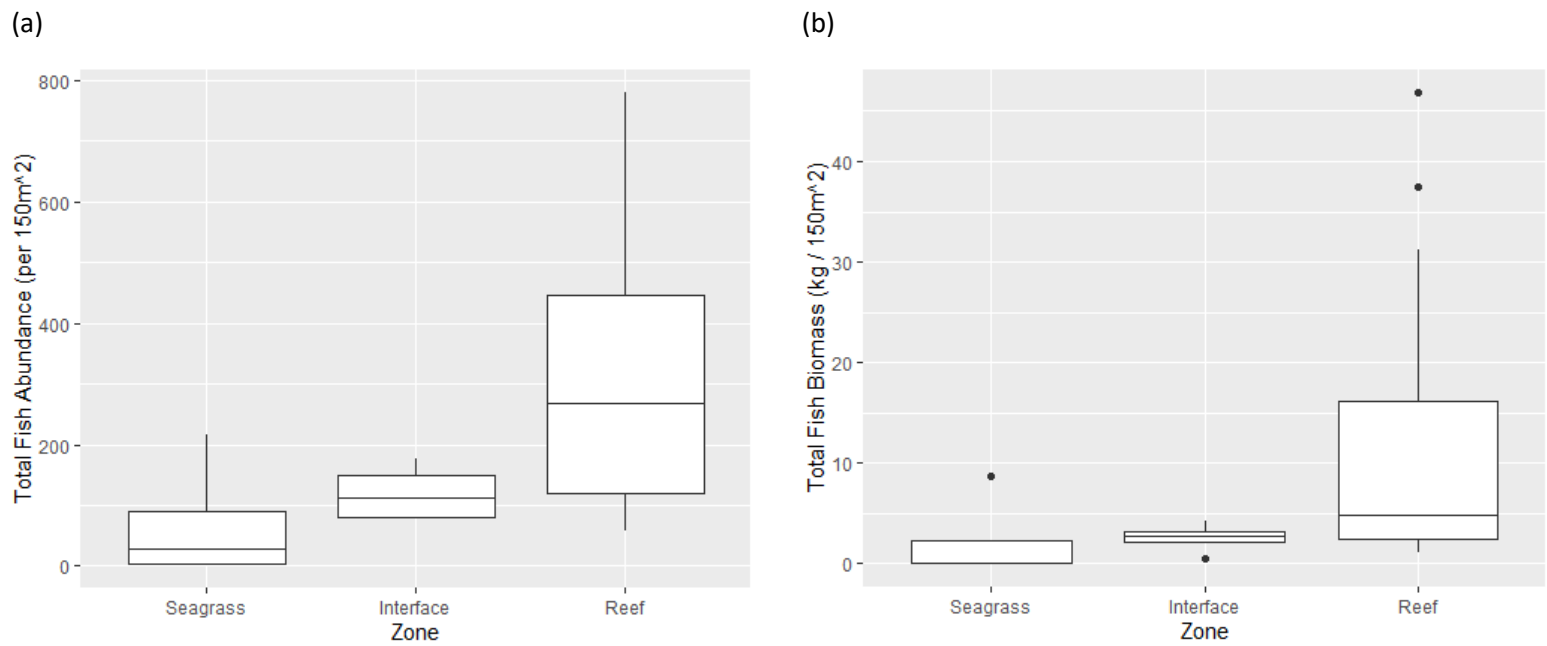 (a)
Total Fish Abundance (per 150m^2)
800
600
400
200
0
Seagrass
Interface
Reef
Zone
(b)
Total Fish Biomass (kg / 150m^2)
40
30
20
10
0
Seagrass
Interface
Reef
Zone